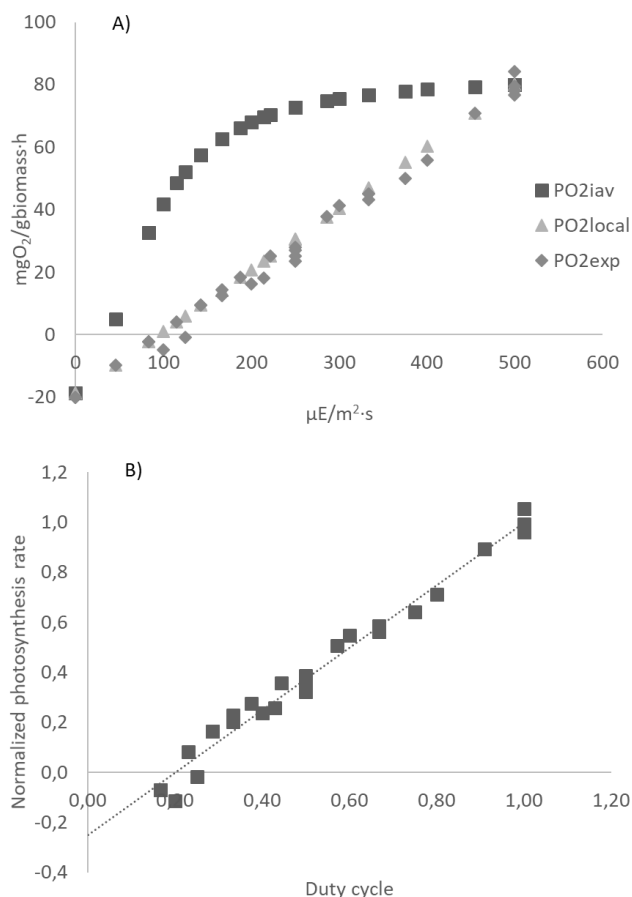 A)
100
80
60
40
20
0
-20
0 100 200 300 400 500 600
mgO₂/gbiomass·h
µE/m²·s
PO2iav
PO2local
PO2exp
B)
1,2
1,0
0,8
0,6
0,4
0,2
0,0
-0,2
-0,4
0,00 0,20 0,40 0,60 0,80 1,00 1,20
Normalized photosynthesis rate
Duty cycle